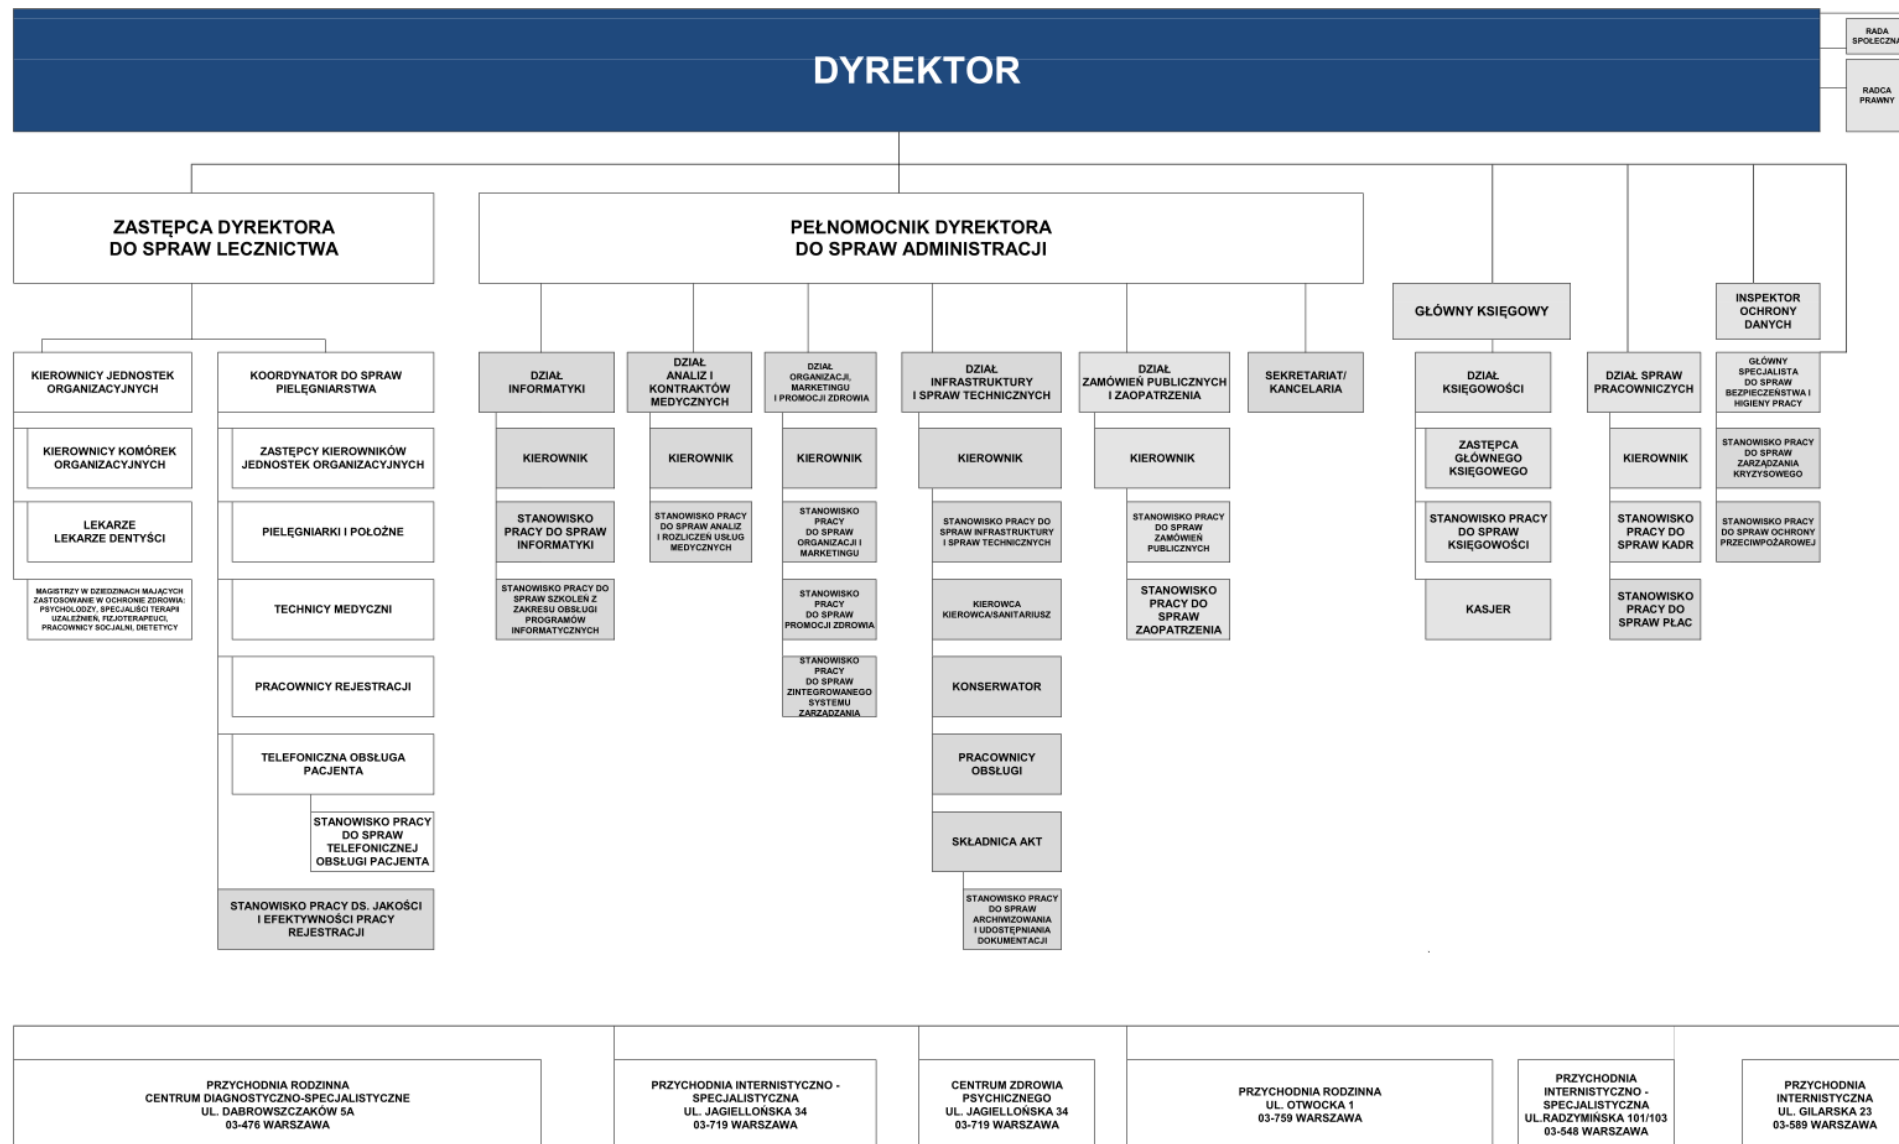 DYREKTOR
RADA
SPOŁECZNA
RADCA
PRAWNY
ZASTĘPCA DYREKTORA
DO SPRAW LECZNICTWA
PEŁNOMOCNIK DYREKTORA
DO SPRAW ADMINISTRACJI
GŁÓWNY KSIĘGOWY
INSPEKTOR
OCHRONY
DANYCH
KIEROWNICY JEDNOSTEK
ORGANIZACYJNYCH
KOORDYNATOR DO SPRAW
PIELĘGNIARSTWA
DZIAŁ
INFORMATYKI
DZIAŁ
ANALIZ I
KONTRAKTÓW
MEDYCZNYCH
DZIAŁ
ORGANIZACJI,
MARKETINGU
I PROMOCJI ZDROWIA
DZIAŁ
INFRASTRUKTURY
I SPRAW TECHNICZNYCH
DZIAŁ
ZAMÓWIEŃ PUBLICZNYCH
I ZAOPATRZENIA
SEKRETARIAT/
KANCELARIA
DZIAŁ
KSIĘGOWOŚCI
DZIAŁ SPRAW
PRACOWNICZYCH
GŁÓWNY
SPECJALISTA
DO SPRAW
BEZPIECZEŃSTWA I
HIGIENY PRACY
KIEROWNICY KOMÓREK
ORGANIZACYJNYCH
ZASTĘPCY KIEROWNIKÓW
JEDNOSTEK ORGANIZACYJNYCH
KIEROWNIK
KIEROWNIK
KIEROWNIK
KIEROWNIK
KIEROWNIK
ZASTĘPCA
GŁÓWNEGO
KSIĘGOWEGO
KIEROWNIK
STANOWISKO PRACY
DO SPRAW
ZARZĄDZANIA
KRYZYSOWEGO
LEKARZE
LEKARZE DENTYŚCI
PIELĘGNIARKI I POŁOŻNE
STANOWISKO
PRACY DO SPRAW
INFORMATYKI
STANOWISKO PRACY
DO SPRAW ANALIZ
I ROZLICZEŃ USŁUG
MEDYCZNYCH
STANOWISKO
PRACY
DO SPRAW
ORGANIZACJI I
MARKETINGU
STANOWISKO PRACY DO
SPRAW INFRASTRUKTURY
I SPRAW TECHNICZNYCH
STANOWISKO PRACY
DO SPRAW
ZAMÓWIEŃ
PUBLICZNYCH
STANOWISKO PRACY
DO SPRAW
KSIĘGOWOŚCI
STANOWISKO
PRACY DO
SPRAW KADR
STANOWISKO PRACY
DO SPRAW OCHRONY
PRZECIWPOŻAROWEJ
MAGISTRZY W DZIEDZINACH MAJĄCYCH
ZASTOSOWANIE W OCHRONIE ZDROWIA:
PSYCHOLODZY, SPECJALIŚCI TERAPII
UZALEŻNIEŃ, FIZJOTERAPEUCI,
PRACOWNICY SOCJALNI, DIETETYCY
TECHNICY MEDYCZNI
STANOWISKO PRACY DO
SPRAW SZKOLEŃ Z
ZAKRESU OBSŁUGI
PROGRAMÓW
INFORMATYCZNYCH
STANOWISKO
PRACY
DO SPRAW
PROMOCJI ZDROWIA
KIEROWCA
KIEROWCA/SANITARIUSZ
STANOWISKO
PRACY DO
SPRAW
ZAOPATRZENIA
KASJER
STANOWISKO
PRACY DO
SPRAW PŁAC
PRACOWNICY REJESTRACJI
STANOWISKO
PRACY
DO SPRAW
ZINTEGROWANEGO
SYSTEMU
ZARZĄDZANIA
KONSERWATOR
TELEFONICZNA OBSŁUGA
PACJENTA
PRACOWNICY
OBSŁUGI
STANOWISKO PRACY
DO SPRAW
TELEFONICZNEJ
OBSŁUGI PACJENTA
SKŁADNICA AKT
STANOWISKO PRACY DS. JAKOŚCI
I EFEKTYWNOŚCI PRACY
REJESTRACJI
STANOWISKO PRACY
DO SPRAW
ARCHIWIZOWANIA
I UDOSTĘPNIANIA
DOKUMENTACJI
PRZYCHODNIA RODZINNA
CENTRUM DIAGNOSTYCZNO-SPECJALISTYCZNE
UL. DABROWSZCZAKÓW 5A
03-476 WARSZAWA
PRZYCHODNIA INTERNISTYCZNO -
SPECJALISTYCZNA
UL. JAGIELLOŃSKA 34
03-719 WARSZAWA
CENTRUM ZDROWIA
PSYCHICZNEGO
UL. JAGIELLOŃSKA 34
03-719 WARSZAWA
PRZYCHODNIA RODZINNA
UL. OTWOCKA 1
03-759 WARSZAWA
PRZYCHODNIA
INTERNISTYCZNO -
SPECJALISTYCZNA
UL.RADZYMIŃSKA 101/103
03-548 WARSZAWA
PRZYCHODNIA
INTERNISTYCZNA
UL. GILARSKA 23
03-589 WARSZAWA